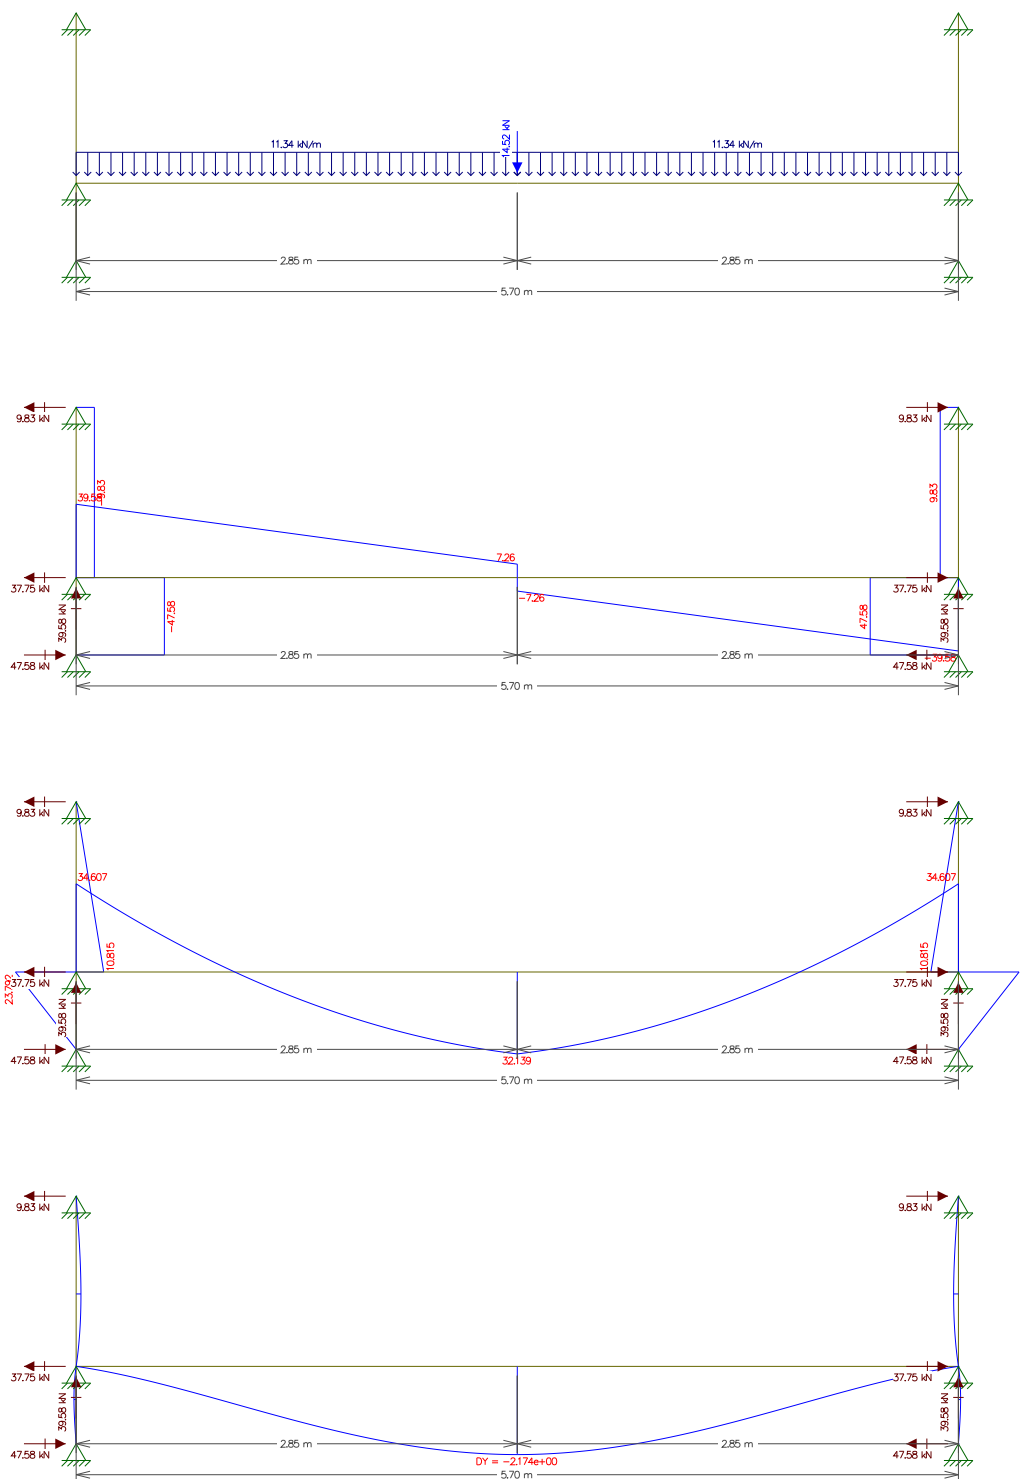 14.52 kN
11.34 kN/m 11.34 kN/m
2.85 m 2.85 m
5.70 m
9.83 kN 9.83 kN
-9.83 9.83
39.58
7.26
37.75 kN 37.75 kN
-7.26
-47.58 47.58
39.58 kN 39.58 kN
47.58 kN 2.85 m 2.85 m 47.58 kN
-39.58
5.70 m
9.83 kN 9.83 kN
34.607 34.607
10.815 10.815
23.792
37.75 kN 37.75 kN
39.58 kN 39.58 kN
47.58 kN 2.85 m 2.85 m 47.58 kN
32.139
5.70 m
9.83 kN 9.83 kN
37.75 kN 37.75 kN
39.58 kN 39.58 kN
47.58 kN 2.85 m 2.85 m 47.58 kN
DY = -2.174e+00
5.70 m